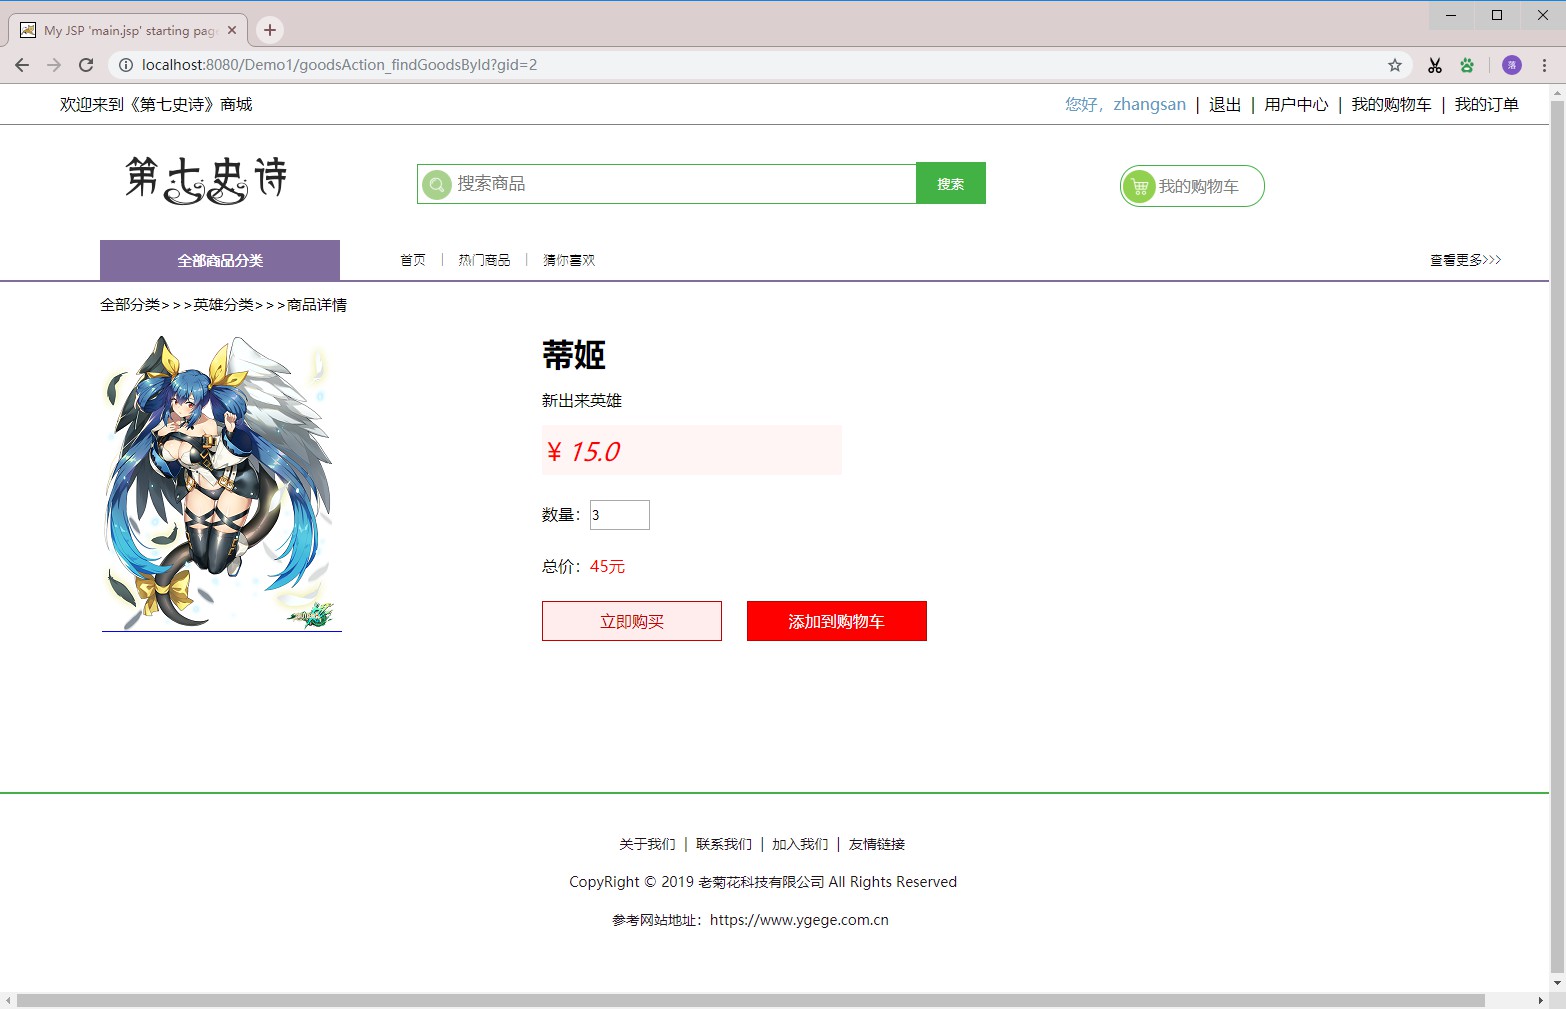 My JSP 'main.jsp' starting pag
localhost:8080/Demo1/goodsAction_findGoodsById?gid=2
落
欢迎来到《第七史诗》商城
您好，zhangsan | 退出 | 用户中心 | 我的购物车 | 我的订单
第七史诗
搜索商品
搜索
我的购物车
全部商品分类
首页 | 热门商品 | 猜你喜欢
查看更多>>>
全部分类>>>英雄分类>>>商品详情
蒂姬
新出来英雄
¥ 15.0
数量：3
总价：45元
立即购买
添加到购物车
关于我们 | 联系我们 | 加入我们 | 友情链接
CopyRight © 2019 老菊花科技有限公司 All Rights Reserved
参考网站地址：https://www.ygege.com.cn